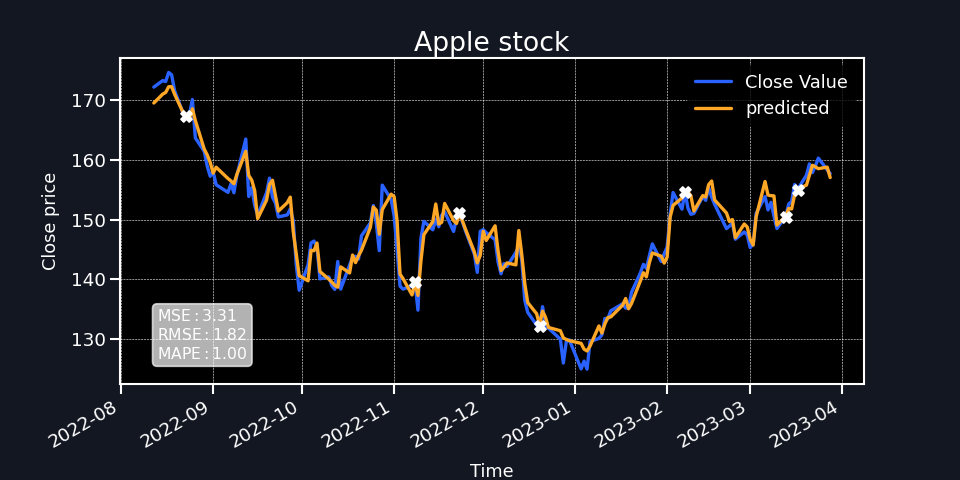 Apple stock
Close Value
predicted
170
160
150
140
130
Close price
MSE : 3.31
RMSE : 1.82
MAPE : 1.00
2022-08
2022-09
2022-10
2022-11
2022-12
2023-01
2023-02
2023-03
2023-04
Time